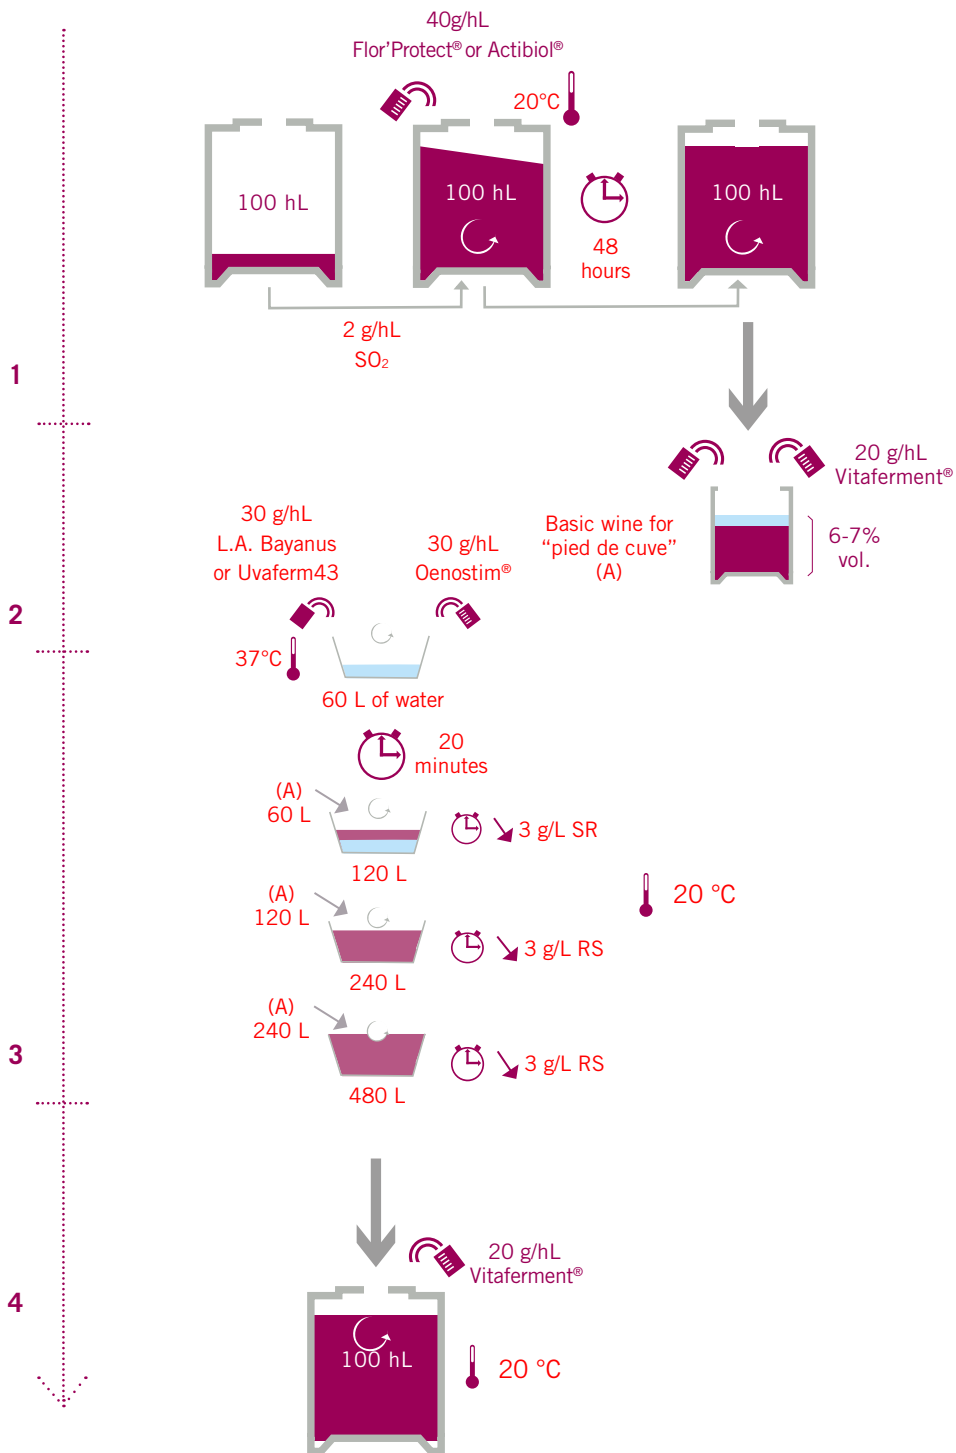 40g/hL
Flor’Protect® or Actibiol®
20°C
100 hL
100 hL
100 hL
48
hours
2 g/hL
SO₂
1
20 g/hL
Vitaferment®
Basic wine for
“pied de cuve”
(A)
6-7%
vol.
30 g/hL
L.A. Bayanus
or Uvaferm43
30 g/hL
Oenostim®
2
37°C
60 L of water
20
minutes
(A)
60 L
3 g/L SR
120 L
20 °C
(A)
120 L
3 g/L RS
240 L
(A)
240 L
3 g/L RS
3
480 L
20 g/hL
Vitaferment®
4
100 hL
20 °C